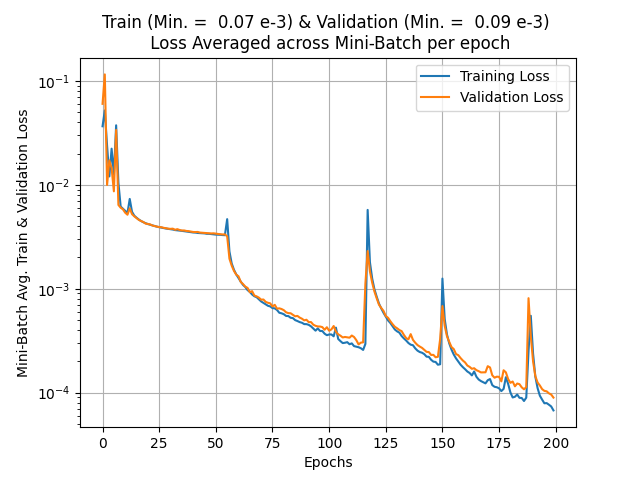 Train (Min. =  0.07 e-3) & Validation (Min. =  0.09 e-3)
Loss Averaged across Mini-Batch per epoch
Training Loss
Validation Loss
Mini-Batch Avg. Train & Validation Loss
10⁻¹
10⁻²
10⁻³
10⁻⁴
0 25 50 75 100 125 150 175 200
Epochs